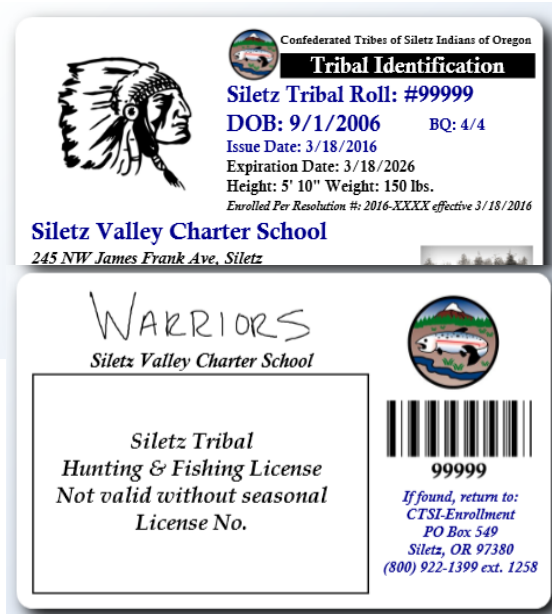 Confederated Tribes of Siletz Indians of Oregon
Tribal Identification
Siletz Tribal Roll: #99999
DOB: 9/1/2006 BQ: 4/4
Issue Date: 3/18/2016
Expiration Date: 3/18/2026
Height: 5' 10" Weight: 150 lbs.
Enrolled Per Resolution #: 2016-XXXX effective 3/18/2016
Siletz Valley Charter School
245 NW James Frank Ave, Siletz
WARRIORS
Siletz Valley Charter School
Siletz Tribal
Hunting & Fishing License
Not valid without seasonal
License No.
99999
If found, return to:
CTSI-Enrollment
PO Box 549
Siletz, OR 97380
(800) 922-1399 ext. 1258